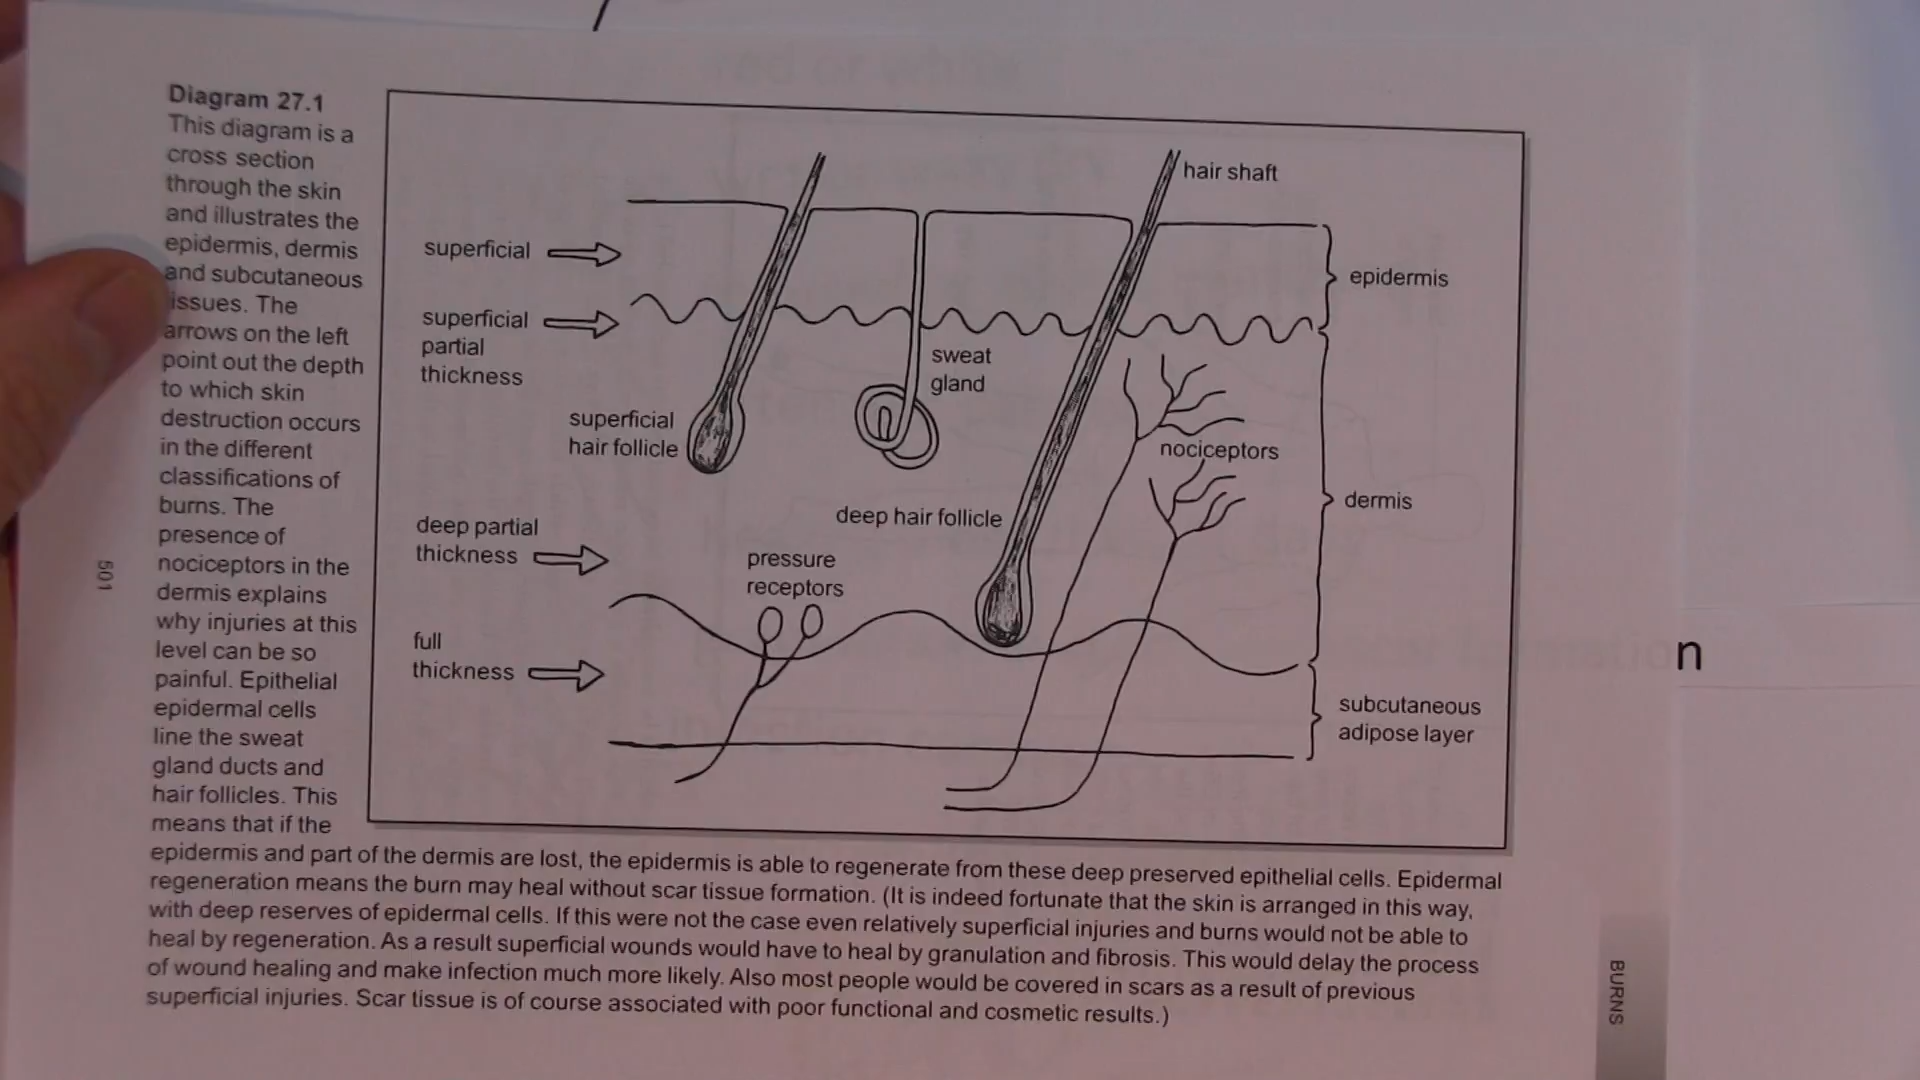 Diagram 27.1
This diagram is a
cross section
through the skin
and illustrates the
epidermis, dermis
and subcutaneous
issues. The
arrows on the left
point out the depth
to which skin
destruction occurs
in the different
classifications of
burns. The
presence of
nociceptors in the
dermis explains
why injuries at this
level can be so
painful. Epithelial
epidermal cells
line the sweat
gland ducts and
hair follicles. This
means that if the
epidermis and part of the dermis are lost, the epidermis is able to regenerate from these deep preserved epithelial cells. Epidermal
regeneration means the burn may heal without scar tissue formation. (It is indeed fortunate that the skin is arranged in this way,
with deep reserves of epidermal cells. If this were not the case even relatively superficial injuries and burns would not be able to
heal by regeneration. As a result superficial wounds would have to heal by granulation and fibrosis. This would delay the process
of wound healing and make infection much more likely. Also most people would be covered in scars as a result of previous
superficial injuries. Scar tissue is of course associated with poor functional and cosmetic results.)
hair shaft
superficial
epidermis
superficial
partial
thickness
sweat
gland
superficial
hair follicle
nociceptors
dermis
deep hair follicle
deep partial
thickness
pressure
receptors
full
thickness
subcutaneous
adipose layer
501
BURNS
n